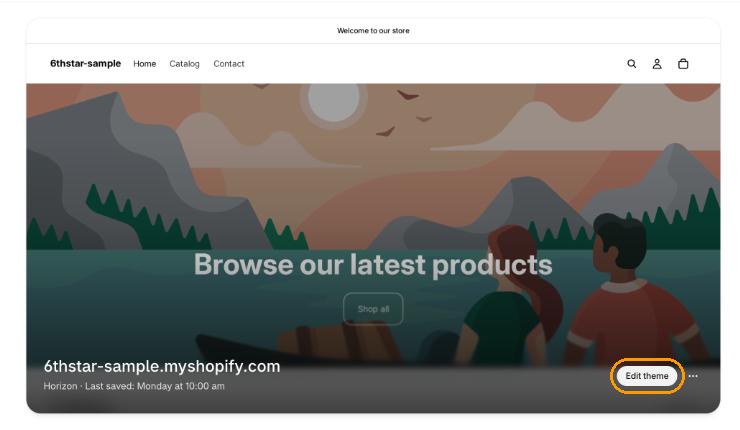 Welcome to our store
6thstar-sample Home Catalog Contact
Browse our latest products
Shop all
6thstar-sample.myshopify.com
Horizon · Last saved: Monday at 10:00 am
Edit theme